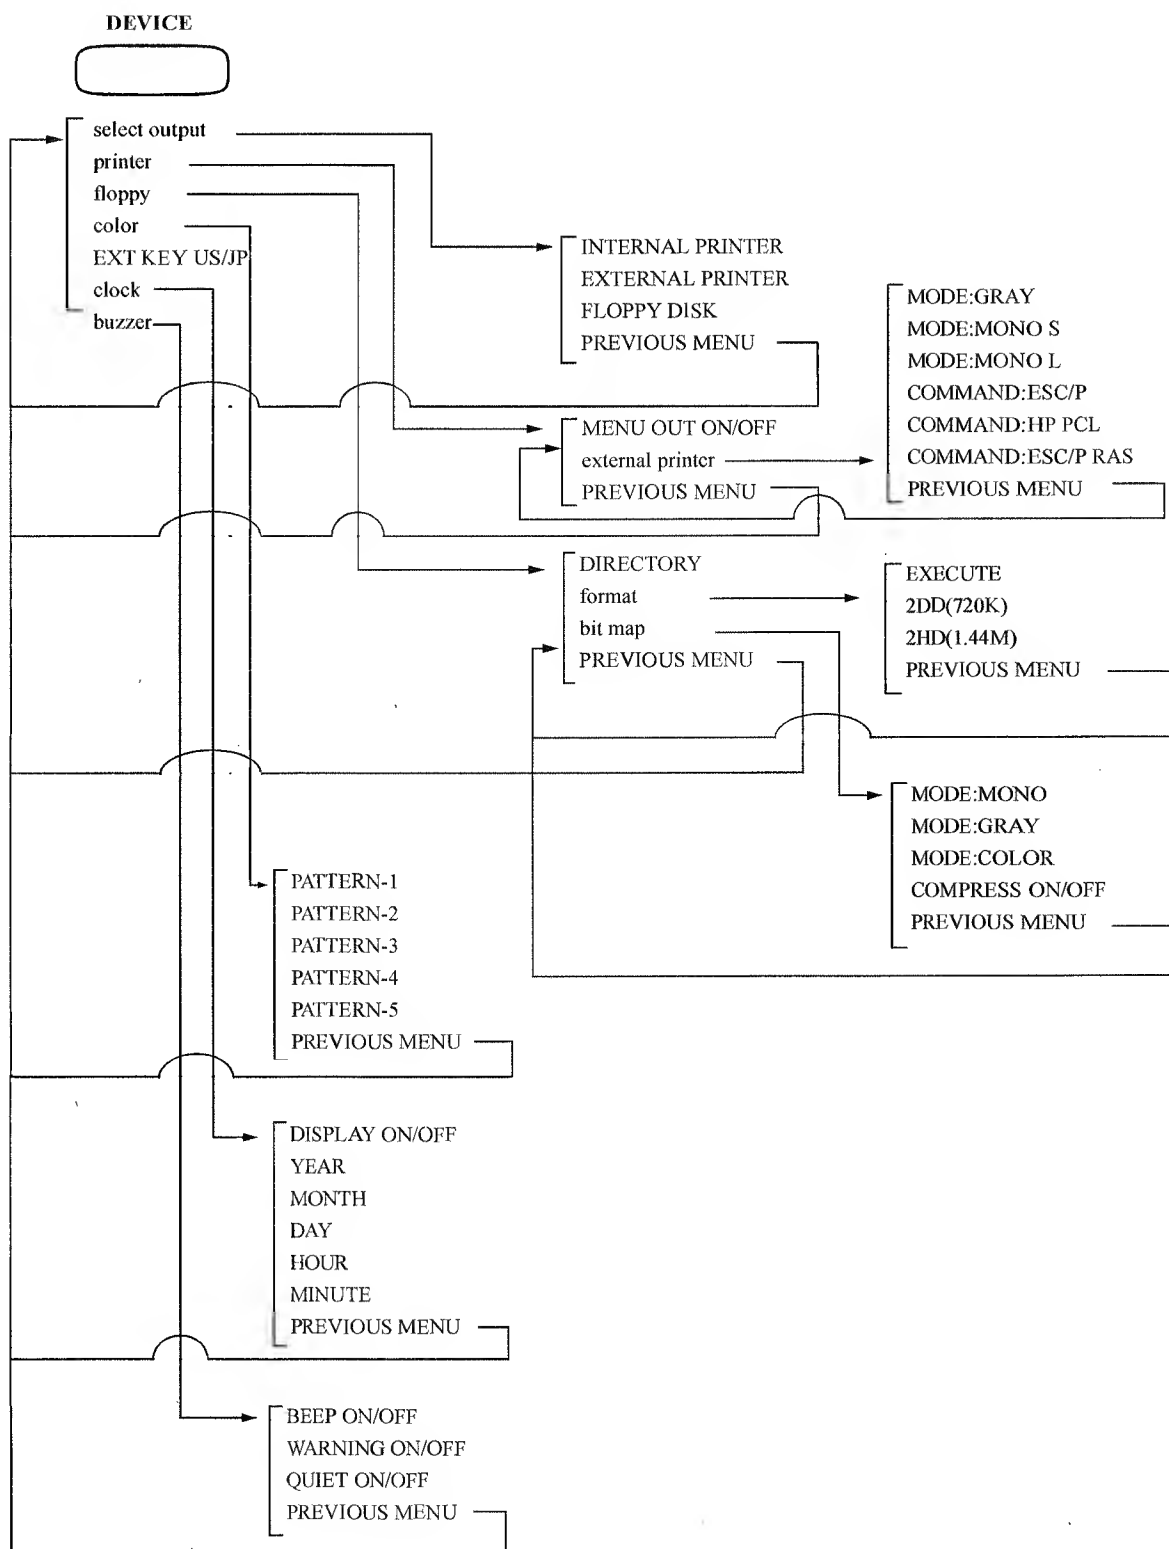 DEVICE
select output
printer
floppy
color
EXT KEY US/JP
clock
buzzer
INTERNAL PRINTER
EXTERNAL PRINTER
FLOPPY DISK
PREVIOUS MENU
MODE:GRAY
MODE:MONO S
MODE:MONO L
COMMAND:ESC/P
COMMAND:HP PCL
COMMAND:ESC/P RAS
PREVIOUS MENU
MENU OUT ON/OFF
external printer
PREVIOUS MENU
DIRECTORY
format
bit map
PREVIOUS MENU
EXECUTE
2DD(720K)
2HD(1.44M)
PREVIOUS MENU
MODE:MONO
MODE:GRAY
MODE:COLOR
COMPRESS ON/OFF
PREVIOUS MENU
PATTERN-1
PATTERN-2
PATTERN-3
PATTERN-4
PATTERN-5
PREVIOUS MENU
DISPLAY ON/OFF
YEAR
MONTH
DAY
HOUR
MINUTE
PREVIOUS MENU
BEEP ON/OFF
WARNING ON/OFF
QUIET ON/OFF
PREVIOUS MENU